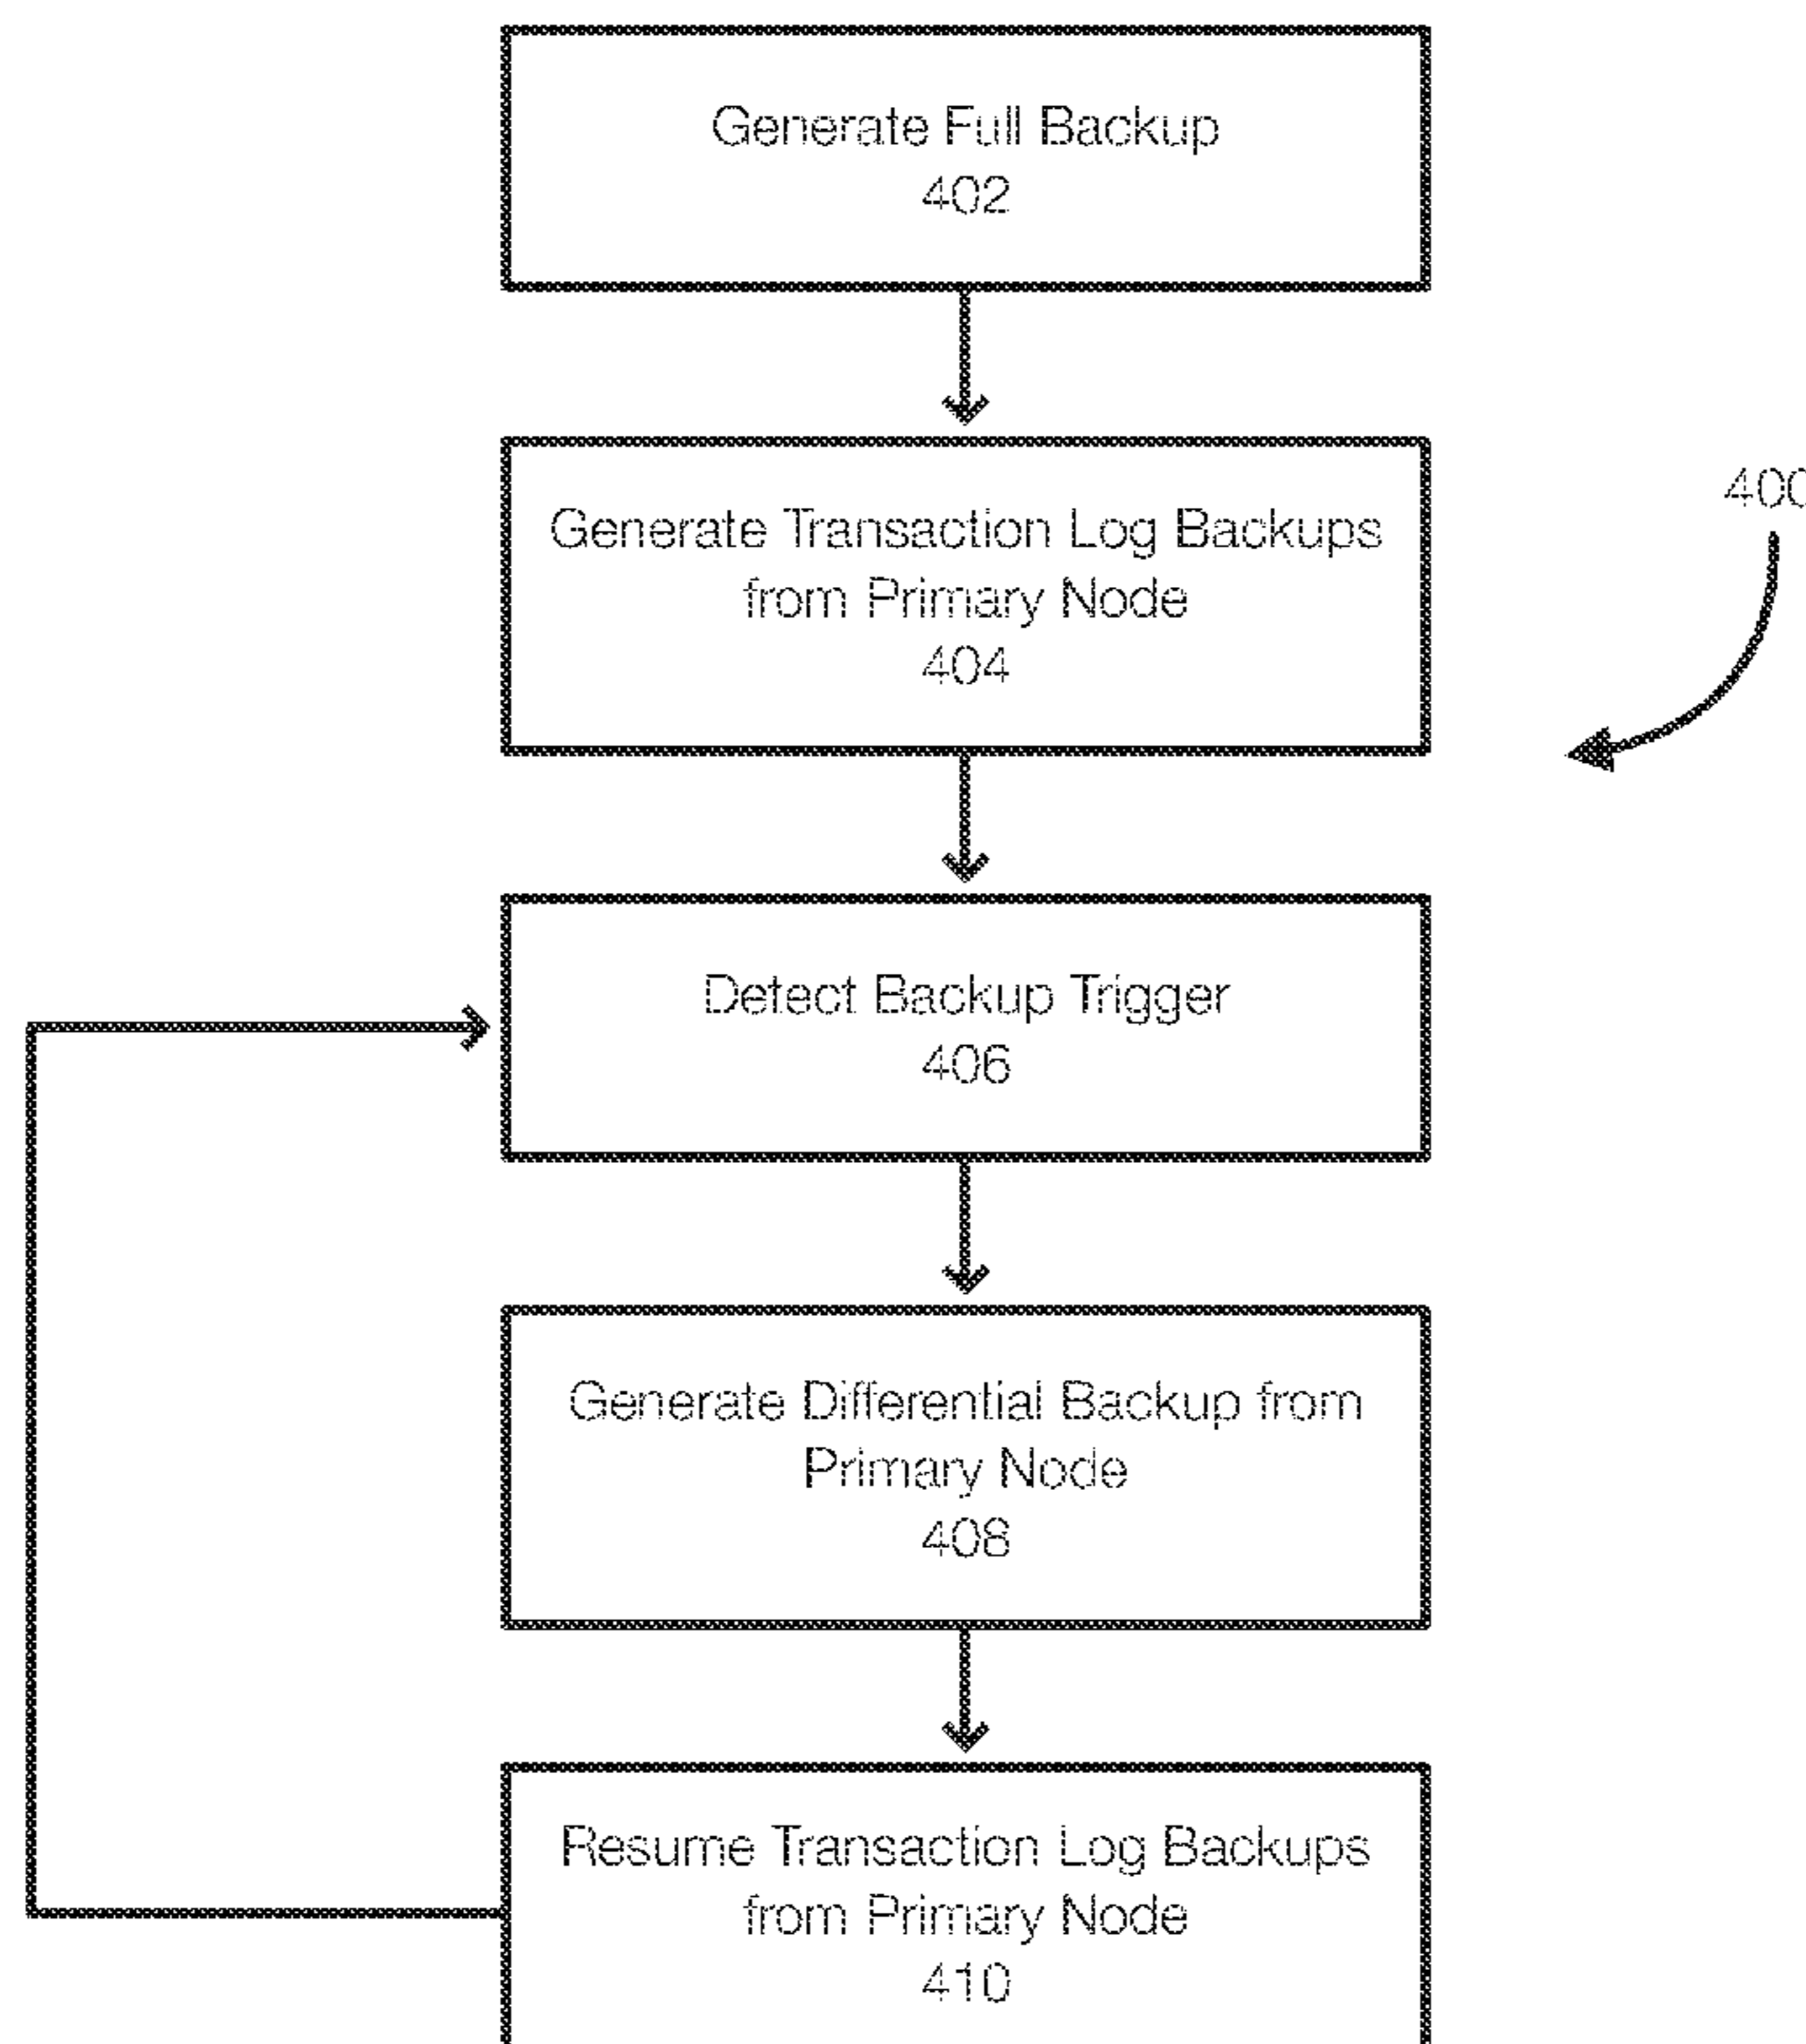 Generate Full Backup
402
Generate Transaction Log Backups
from Primary Node
404
400
Detect Backup Trigger
406
Generate Differential Backup from
Primary Node
408
Resume Transaction Log Backups
from Primary Node
410